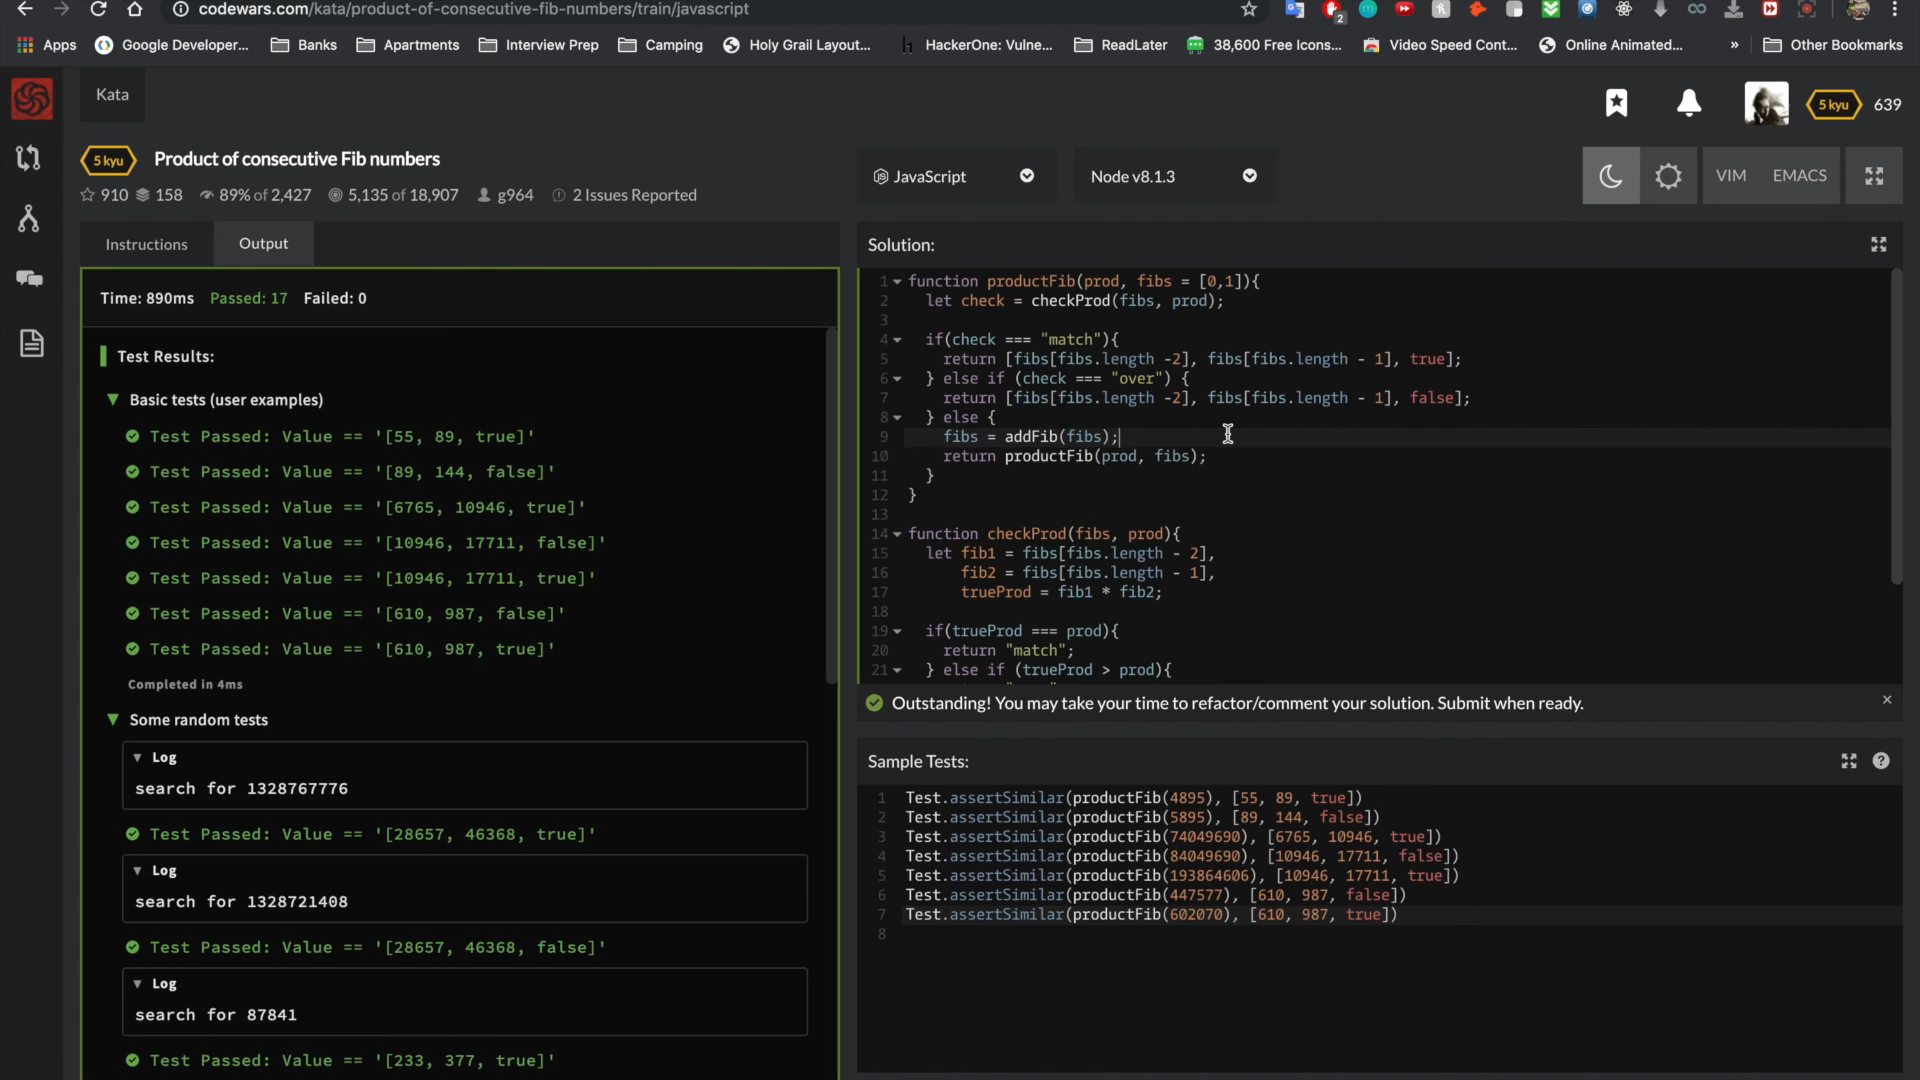 codewars.com/kata/product-of-consecutive-fib-numbers/train/javascript
2
Apps
Google Developer...
Banks
Apartments
Interview Prep
Camping
Holy Grail Layout...
HackerOne: Vulne...
ReadLater
38,600 Free Icons...
Video Speed Cont...
Online Animated...
»
Other Bookmarks
Kata
5 kyu
639
5 kyu
Product of consecutive Fib numbers
910 158 89% of 2,427 5,135 of 18,907 g964 2 Issues Reported
JavaScript
Node v8.1.3
VIM
EMACS
Instructions
Output
Time: 890ms Passed: 17 Failed: 0
Test Results:
Basic tests (user examples)
Test Passed: Value == '[55, 89, true]'
Test Passed: Value == '[89, 144, false]'
Test Passed: Value == '[6765, 10946, true]'
Test Passed: Value == '[10946, 17711, false]'
Test Passed: Value == '[10946, 17711, true]'
Test Passed: Value == '[610, 987, false]'
Test Passed: Value == '[610, 987, true]'
Completed in 4ms
Some random tests
Log
search for 1328767776
Test Passed: Value == '[28657, 46368, true]'
Log
search for 1328721408
Test Passed: Value == '[28657, 46368, false]'
Log
search for 87841
Test Passed: Value == '[233, 377, true]'
Solution:
1 function productFib(prod, fibs = [0,1]){
2 let check = checkProd(fibs, prod);
3
4 if(check === "match"){
5 return [fibs[fibs.length -2], fibs[fibs.length - 1], true];
6 } else if (check === "over") {
7 return [fibs[fibs.length -2], fibs[fibs.length - 1], false];
8 } else {
9 fibs = addFib(fibs);
10 return productFib(prod, fibs);
11 }
12 }
13
14 function checkProd(fibs, prod){
15 let fib1 = fibs[fibs.length - 2],
16 fib2 = fibs[fibs.length - 1],
17 trueProd = fib1 * fib2;
18
19 if(trueProd === prod){
20 return "match";
21 } else if (trueProd > prod){
Outstanding! You may take your time to refactor/comment your solution. Submit when ready.
Sample Tests:
1 Test.assertSimilar(productFib(4895), [55, 89, true])
2 Test.assertSimilar(productFib(5895), [89, 144, false])
3 Test.assertSimilar(productFib(74049690), [6765, 10946, true])
4 Test.assertSimilar(productFib(84049690), [10946, 17711, false])
5 Test.assertSimilar(productFib(193864606), [10946, 17711, true])
6 Test.assertSimilar(productFib(447577), [610, 987, false])
7 Test.assertSimilar(productFib(602070), [610, 987, true])
8